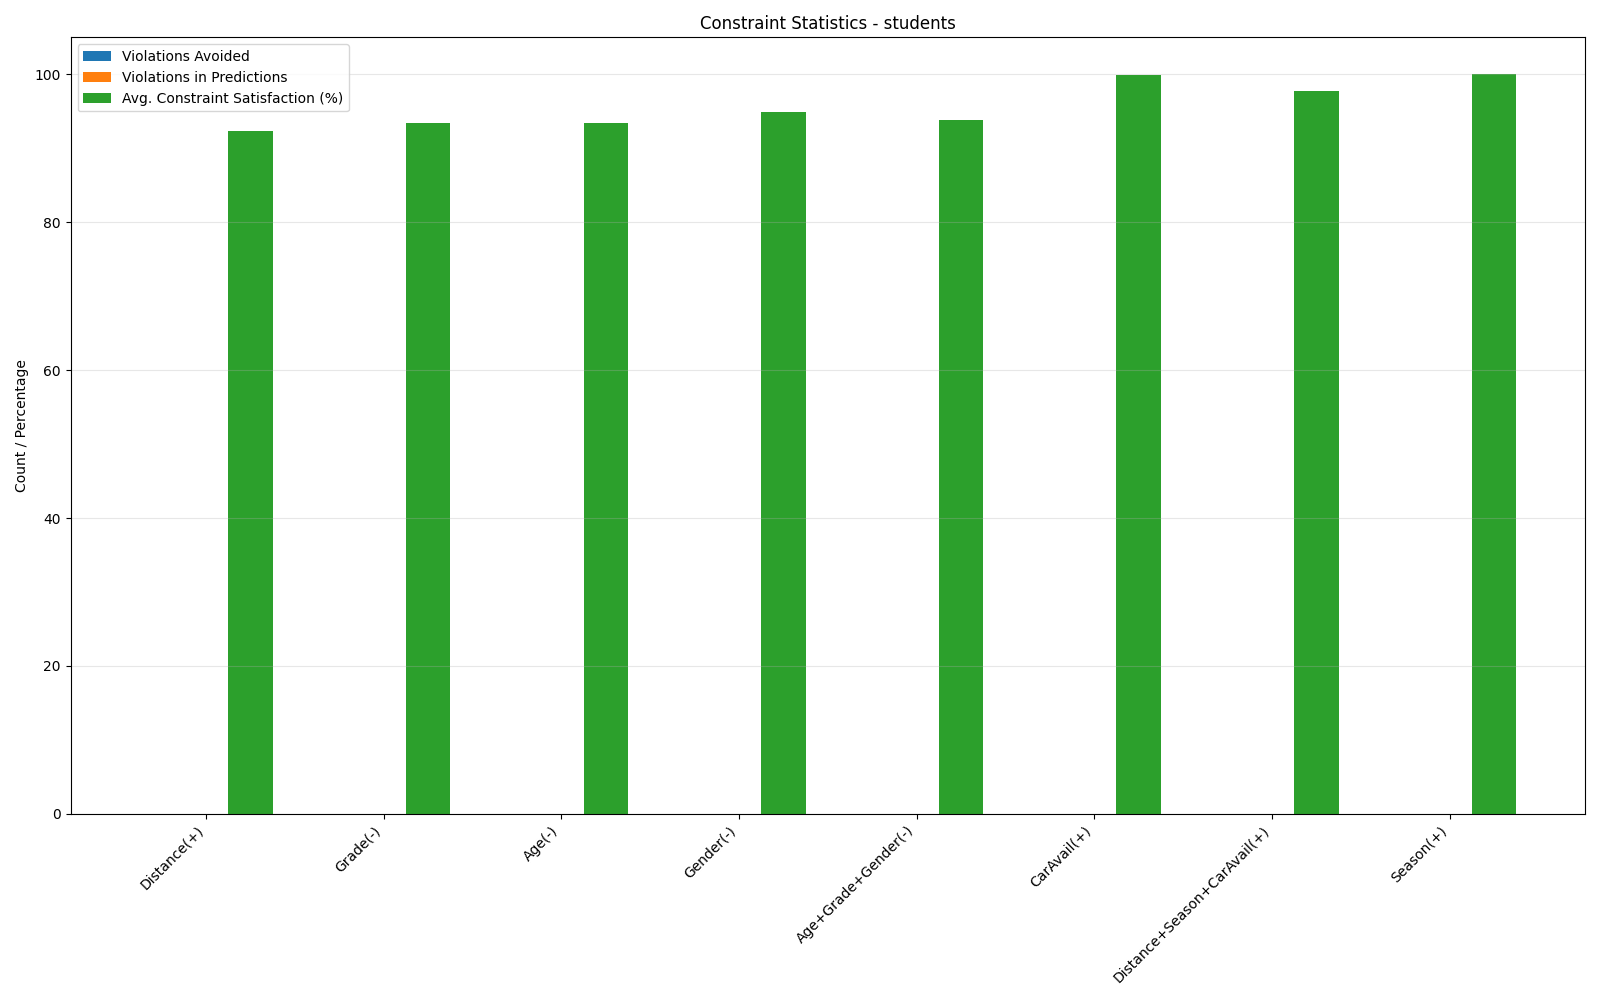 Constraint Statistics - students
Violations Avoided
Violations in Predictions
Avg. Constraint Satisfaction (%)
Count / Percentage
100
80
60
40
20
0
Distance(+)
Grade(-)
Age(-)
Gender(-)
Age+Grade+Gender(-)
CarAvail(+)
Distance+Season+CarAvail(+)
Season(+)